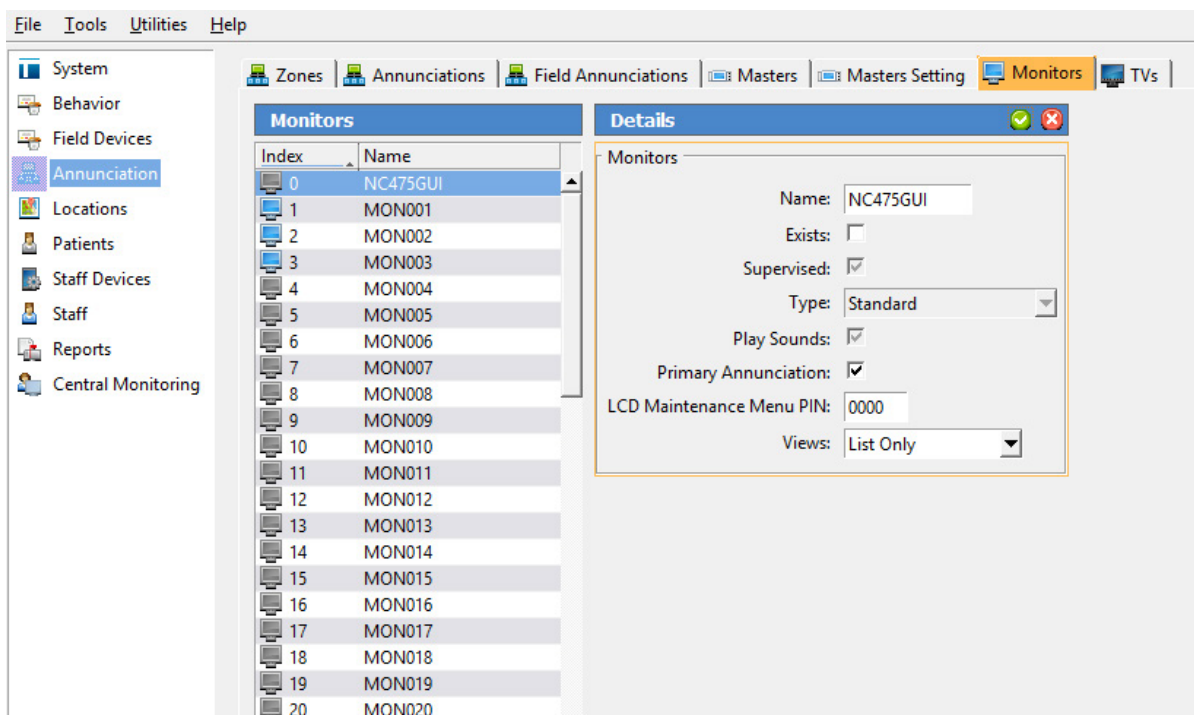 File Tools Utilities Help
System
Behavior
Field Devices
Annunciation
Locations
Patients
Staff Devices
Staff
Reports
Central Monitoring
Zones Annunciations Field Annunciations Masters Masters Setting Monitors TVs
Monitors
Index Name
0 NC475GUI
1 MON001
2 MON002
3 MON003
4 MON004
5 MON005
6 MON006
7 MON007
8 MON008
9 MON009
10 MON010
11 MON011
12 MON012
13 MON013
14 MON014
15 MON015
16 MON016
17 MON017
18 MON018
19 MON019
20 MON020
Details
Monitors
Name: NC475GUI
Exists:
Supervised:
Type: Standard
Play Sounds:
Primary Annunciation:
LCD Maintenance Menu PIN: 0000
Views: List Only